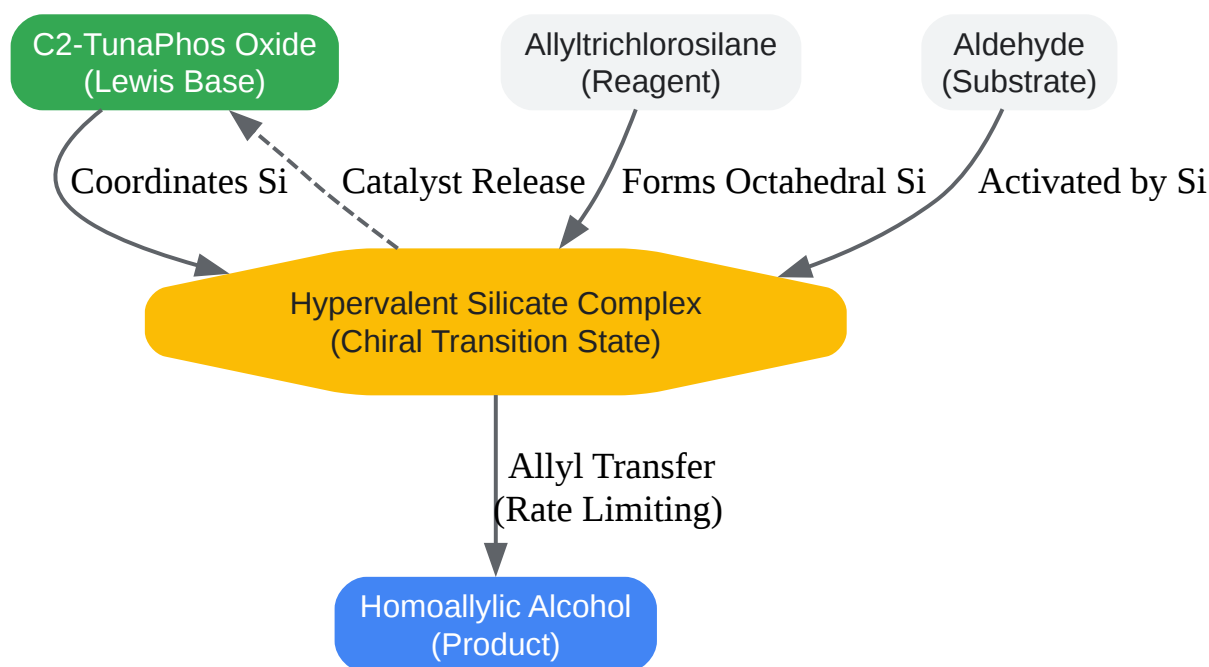 C2-TunaPhos Oxide
(Lewis Base)
Allyltrichlorosilane
(Reagent)
Aldehyde
(Substrate)
Coordinates Si
Catalyst Release
Forms Octahedral Si
Activated by Si
Hypervalent Silicate Complex
(Chiral Transition State)
Allyl Transfer
(Rate Limiting)
Homoallylic Alcohol
(Product)